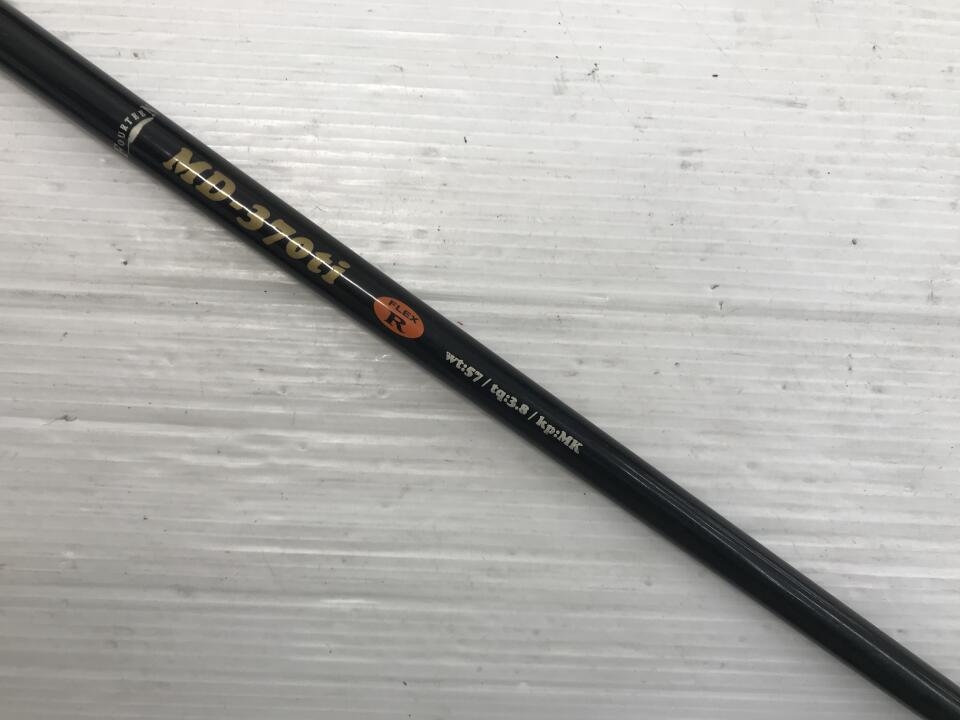 FOURTEEN
MD-370ti
FLEX
R
wt:57 / tq:3.8 / kp:MK